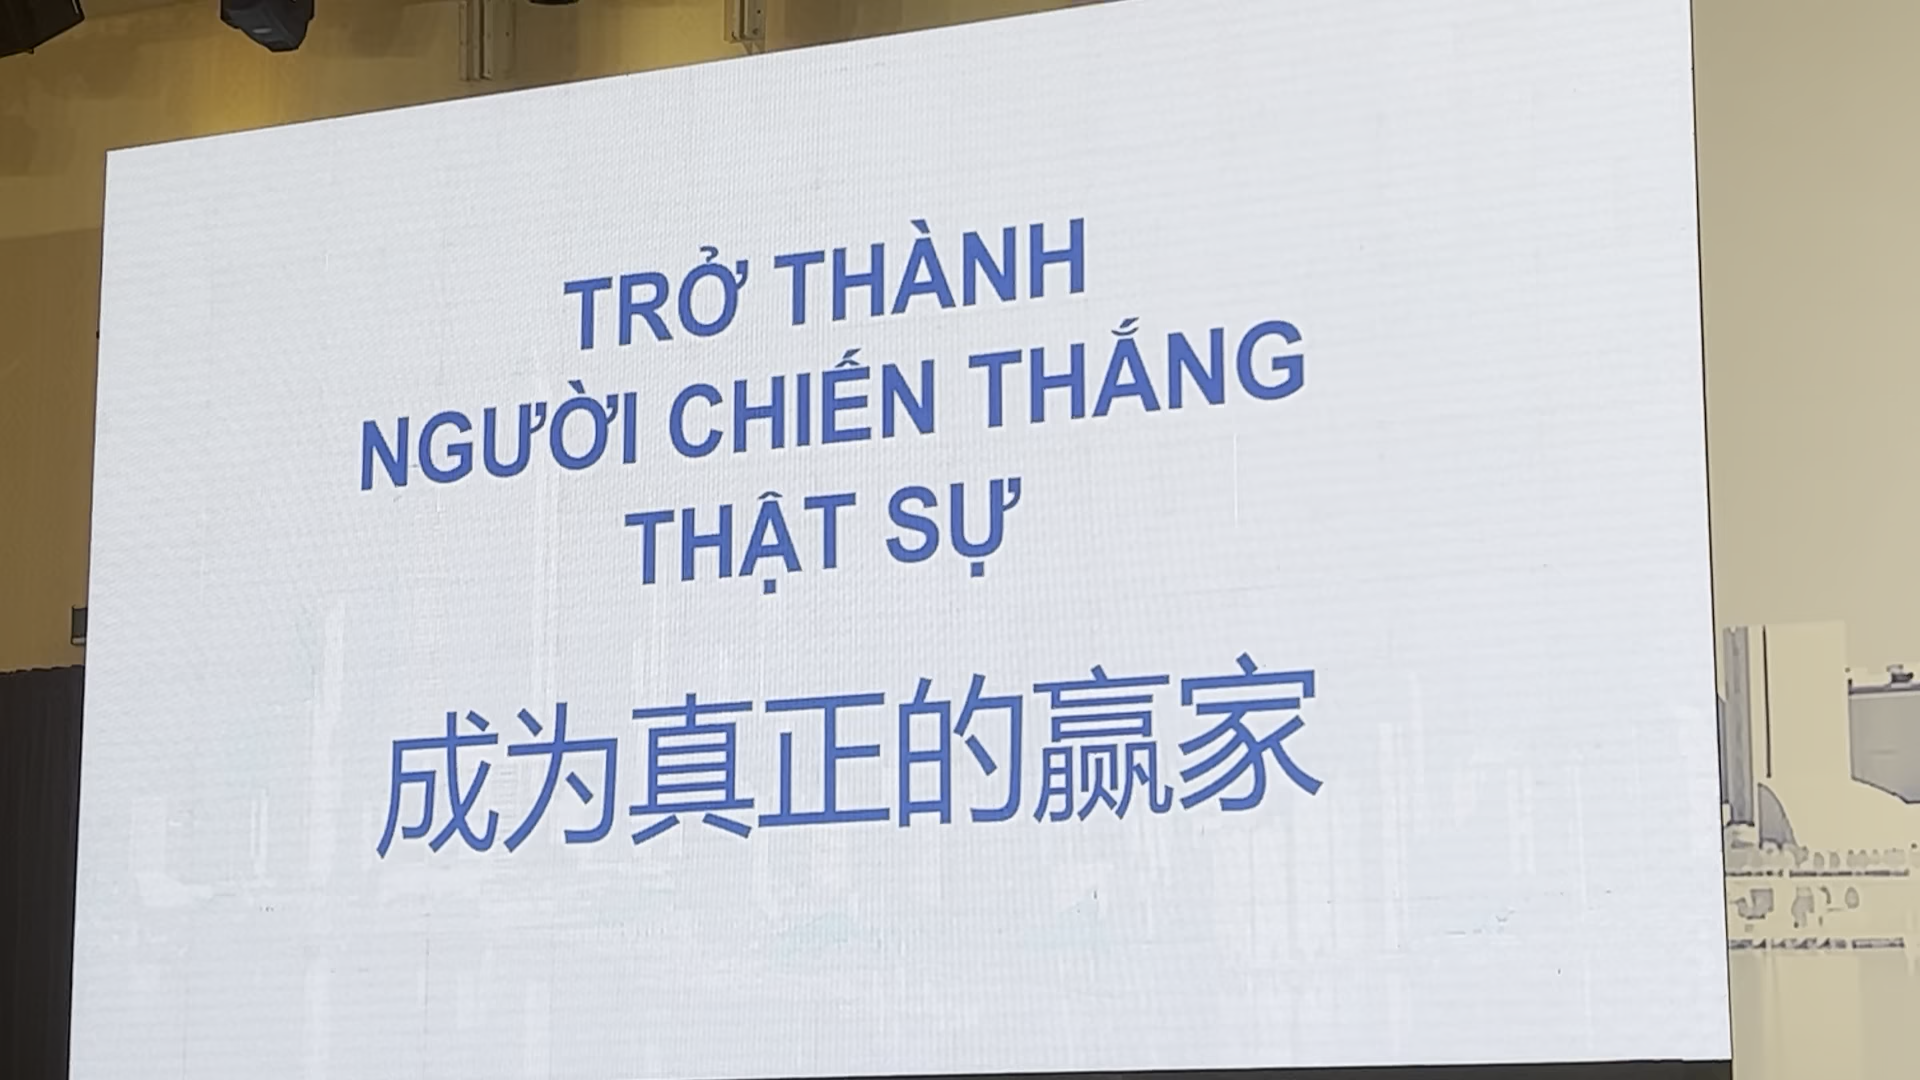 TRỞ THÀNH
NGƯỜI CHIẾN THẮNG
THẬT SỰ
成为真正的赢家